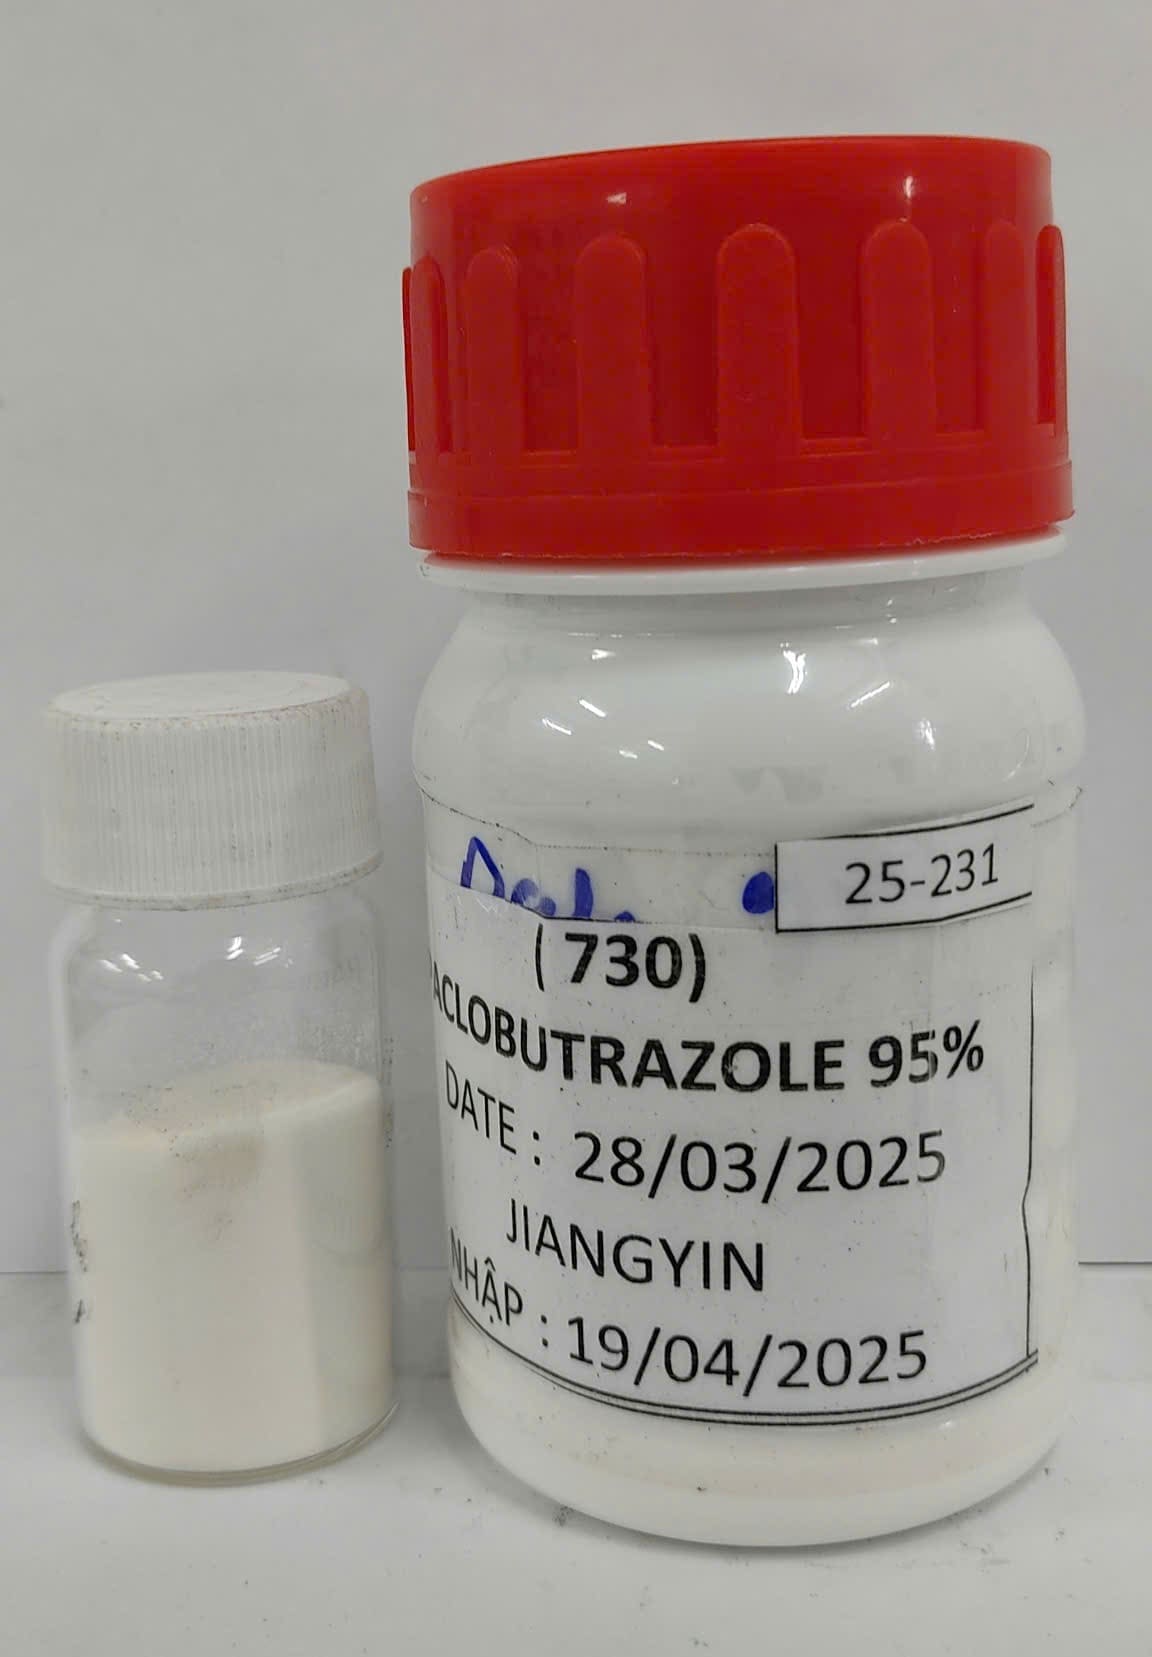 25-231
(730)
ACLOBUTRAZOLE 95%
DATE : 28/03/2025
JIANGYIN
NHẬP : 19/04/2025